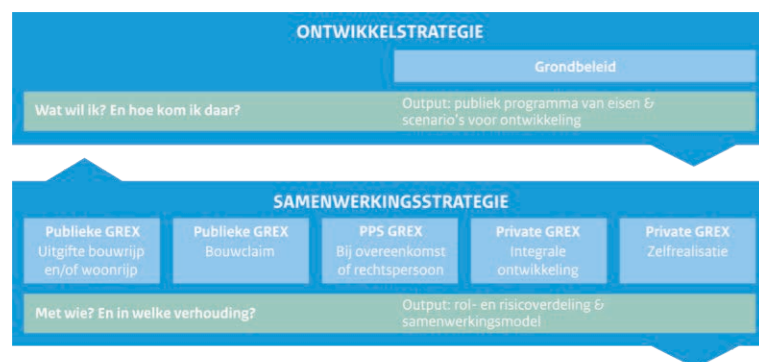 ONTWIKKELSTRATEGIE
Grondbeleid
Wat wil ik? En hoe kom ik daar?
Output: publiek programma van eisen &
scenario's voor ontwikkeling
SAMENWERKINGSSTRATEGIE
Publieke GREX
Uitgifte bouwrijp
en/of woonrijp
Publieke GREX
Bouwclaim
PPS GREX
Bij overeenkomst
of rechtspersoon
Private GREX
Integrale
ontwikkeling
Private GREX
Zelfrealisatie
Met wie? En in welke verhouding?
Output: rol- en risicoverdeling &
samenwerkingsmodel